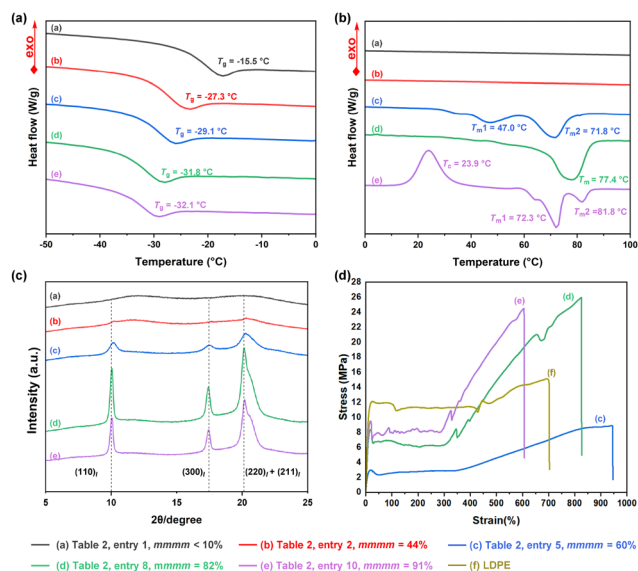 (a)
exo
Heat flow (W/g)
(a)
Tg = -15.5 °C
(b)
Tg = -27.3 °C
(c)
Tg = -29.1 °C
(d)
Tg = -31.8 °C
(e)
Tg = -32.1 °C
-50 -40 -30 -20 -10 0
Temperature (°C)
(b)
exo
Heat flow (W/g)
(a)
(b)
(c)
Tm1 = 47.0 °C
Tm2 = 71.8 °C
(d)
Tc = 23.9 °C
Tm = 77.4 °C
(e)
Tm1 = 72.3 °C
Tm2 =81.8 °C
0 20 40 60 80 100
Temperature (°C)
(c)
Intensity (a.u.)
(a)
(b)
(c)
(d)
(e)
(110)f
(300)f
(220)f + (211)f
5 10 15 20 25
2θ/degree
(d)
Stress (MPa)
28
26
24
22
20
18
16
14
12
10
8
6
4
2
0
(e)
(d)
(f)
(c)
0 100 200 300 400 500 600 700 800 900 1000
Strain(%)
(a) Table 2, entry 1, mmmm < 10%
(b) Table 2, entry 2, mmmm = 44%
(c) Table 2, entry 5, mmmm = 60%
(d) Table 2, entry 8, mmmm = 82%
(e) Table 2, entry 10, mmmm = 91%
(f) LDPE